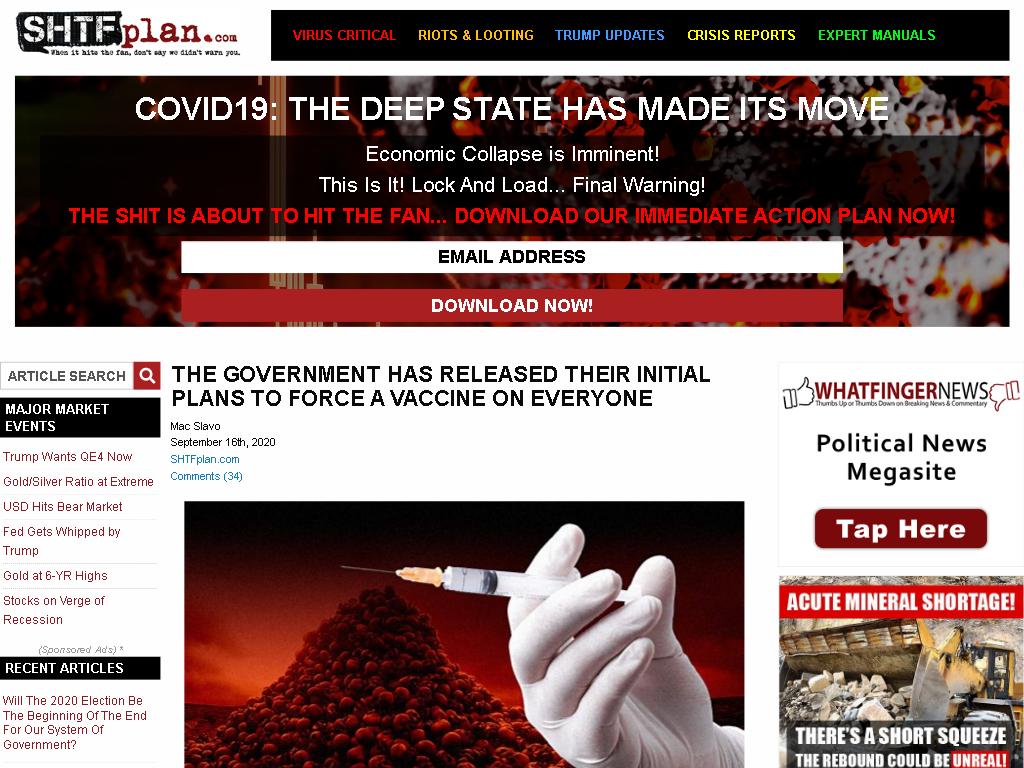 SHTFplan.com
When it hits the fan, don't say we didn't warn you.
VIRUS CRITICAL RIOTS & LOOTING TRUMP UPDATES CRISIS REPORTS EXPERT MANUALS
COVID19: THE DEEP STATE HAS MADE ITS MOVE
Economic Collapse is Imminent!
This Is It! Lock And Load... Final Warning!
THE SHIT IS ABOUT TO HIT THE FAN... DOWNLOAD OUR IMMEDIATE ACTION PLAN NOW!
EMAIL ADDRESS
DOWNLOAD NOW!
ARTICLE SEARCH
MAJOR MARKET
EVENTS
Trump Wants QE4 Now
Gold/Silver Ratio at Extreme
USD Hits Bear Market
Fed Gets Whipped by
Trump
Gold at 6-YR Highs
Stocks on Verge of
Recession
(Sponsored Ads) *
RECENT ARTICLES
Will The 2020 Election Be
The Beginning Of The End
For Our System Of
Government?
THE GOVERNMENT HAS RELEASED THEIR INITIAL
PLANS TO FORCE A VACCINE ON EVERYONE
Mac Slavo
September 16th, 2020
SHTFplan.com
Comments (34)
WHATFINGERNEWS
Thumbs Up or Thumbs Down on Breaking News & Commentary
Political News
Megasite
Tap Here
ACUTE MINERAL SHORTAGE!
THERE'S A SHORT SQUEEZE
THE REBOUND COULD BE UNREAL!